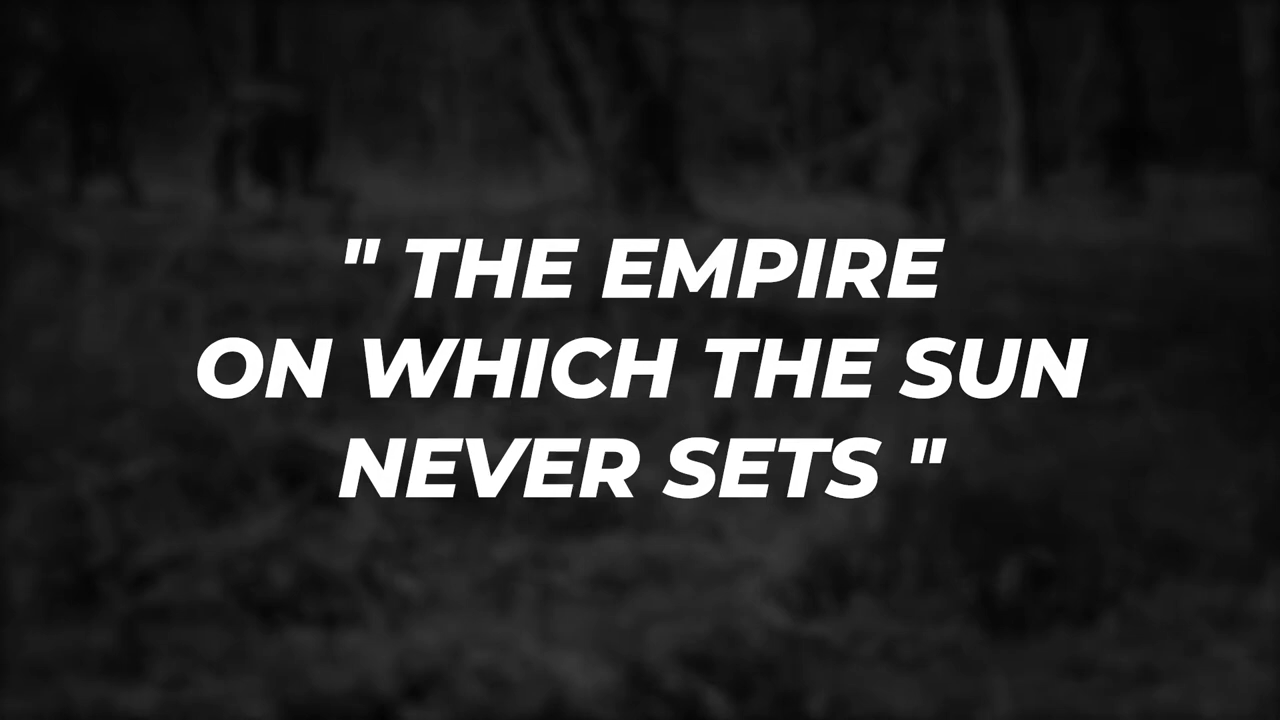 " THE EMPIRE
ON WHICH THE SUN
NEVER SETS "